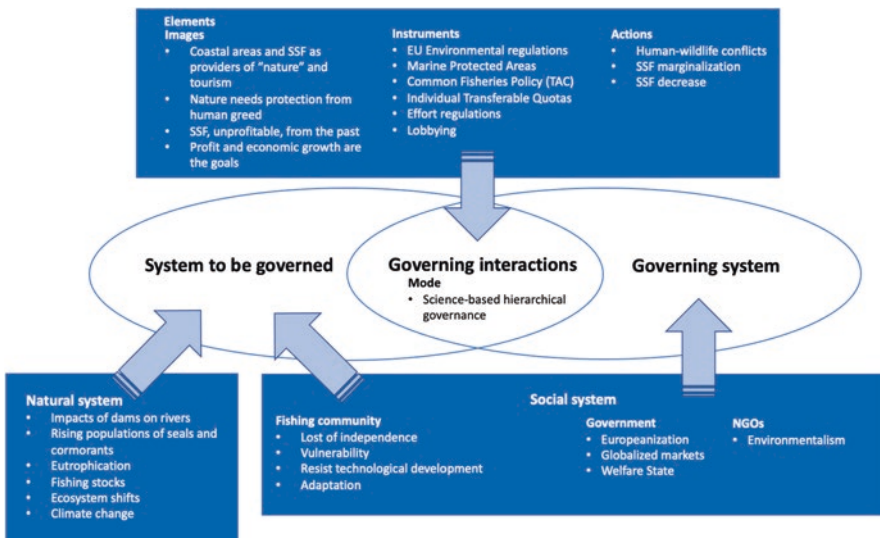 Elements
Images
• Coastal areas and SSF as
providers of "nature" and
tourism
• Nature needs protection from
human greed
• SSF, unprofitable, from the past
• Profit and economic growth are
the goals
Instruments
• EU Environmental regulations
• Marine Protected Areas
• Common Fisheries Policy (TAC)
• Individual Transferable Quotas
• Effort regulations
• Lobbying
Actions
• Human-wildlife conflicts
• SSF marginalization
• SSF decrease
System to be governed
Governing interactions
Mode
• Science-based hierarchical
governance
Governing system
Natural system
• Impacts of dams on rivers
• Rising populations of seals and
cormorants
• Eutrophication
• Fishing stocks
• Ecosystem shifts
• Climate change
Social system
Fishing community
• Lost of independence
• Vulnerability
• Resist technological development
• Adaptation
Government
• Europeanization
• Globalized markets
• Welfare State
NGOs
• Environmentalism